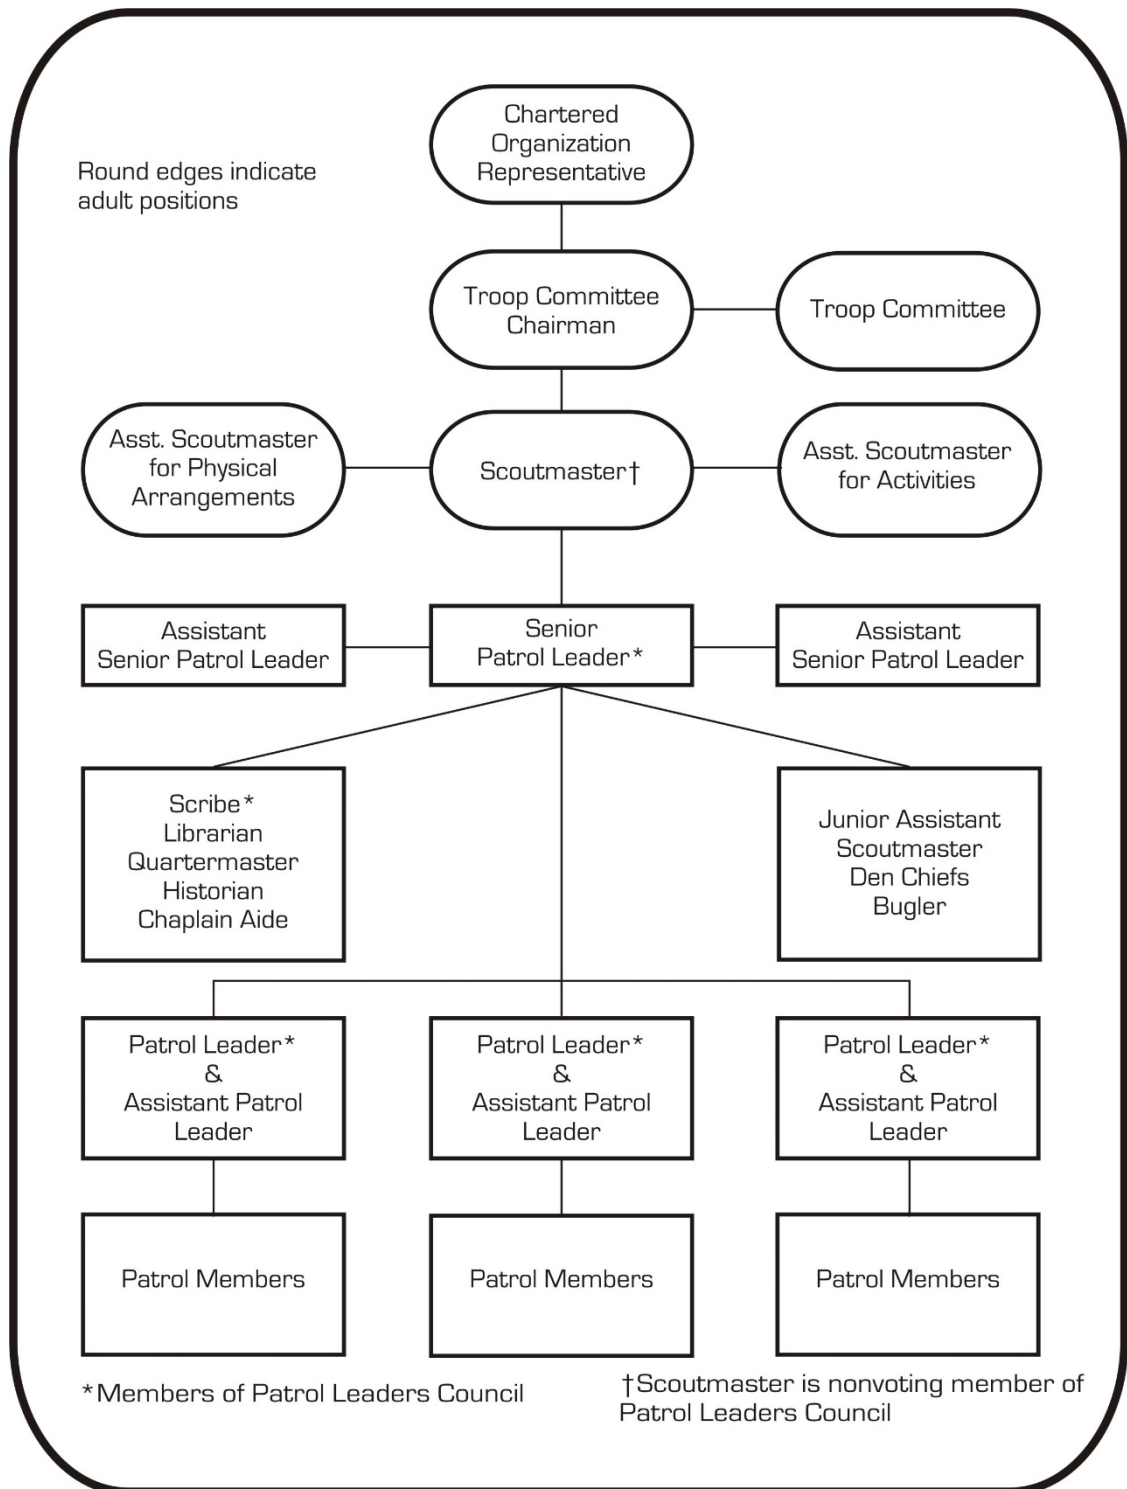 Chartered
Organization
Representative
Round edges indicate
adult positions
Troop Committee
Chairman
Troop Committee
Asst. Scoutmaster
for Physical
Arrangements
Scoutmaster†
Asst. Scoutmaster
for Activities
Assistant
Senior Patrol Leader
Senior
Patrol Leader*
Assistant
Senior Patrol Leader
Scribe*
Librarian
Quartermaster
Historian
Chaplain Aide
Junior Assistant
Scoutmaster
Den Chiefs
Bugler
Patrol Leader*
&
Assistant Patrol
Leader
Patrol Leader*
&
Assistant Patrol
Leader
Patrol Leader*
&
Assistant Patrol
Leader
Patrol Members
Patrol Members
Patrol Members
*Members of Patrol Leaders Council
†Scoutmaster is nonvoting member of
Patrol Leaders Council